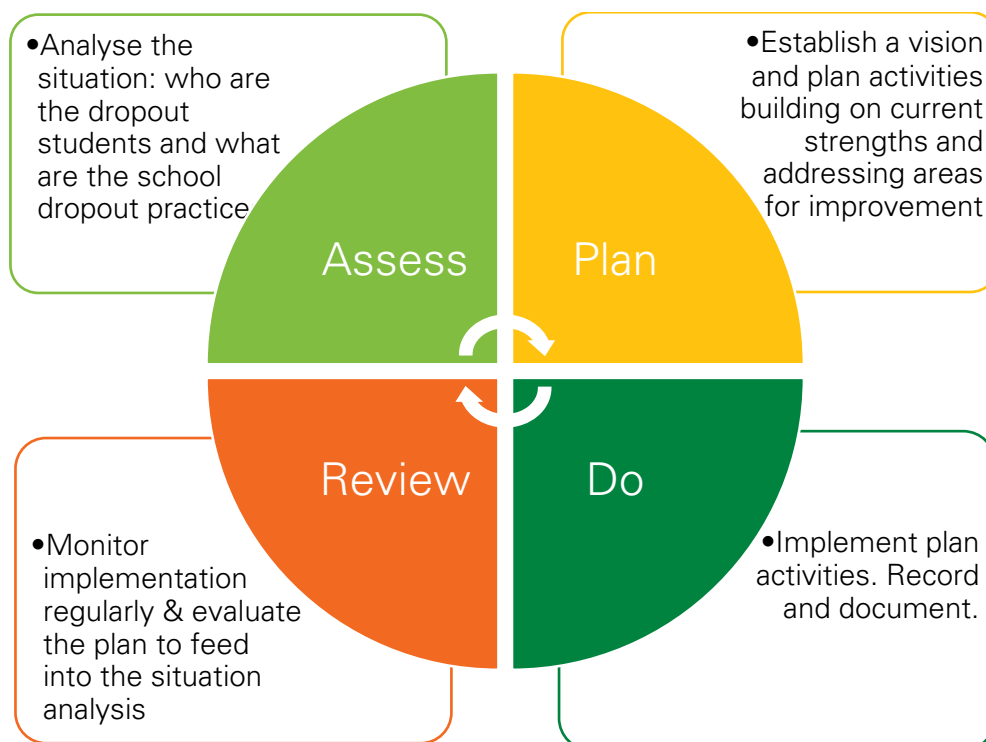 •Analyse the
situation: who are
the dropout
students and what
are the school
dropout practice
•Establish a vision
and plan activities
building on current
strengths and
addressing areas
for improvement
Assess
Plan
Review
Do
•Monitor
implementation
regularly & evaluate
the plan to feed
into the situation
analysis
•Implement plan
activities. Record
and document.